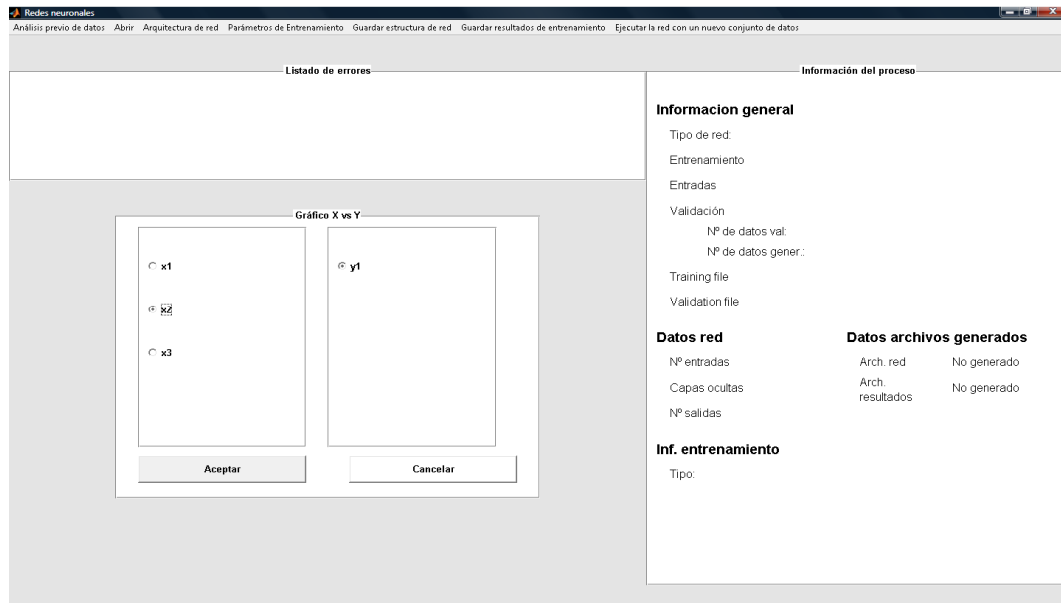 Redes neuronales
Análisis previo de datos Abrir Arquitectura de red Parámetros de Entrenamiento Guardar estructura de red Guardar resultados de entrenamiento Ejecutar la red con un nuevo conjunto de datos
Listado de errores
Gráfico X vs Y
x1
x2
x3
y1
Aceptar
Cancelar
Información del proceso
Informacion general
Tipo de red:
Entrenamiento
Entradas
Validación
Nº de datos val:
Nº de datos gener.:
Training file
Validation file
Datos red
Nº entradas
Capas ocultas
Nº salidas
Datos archivos generados
Arch. red No generado
Arch. resultados No generado
Inf. entrenamiento
Tipo: